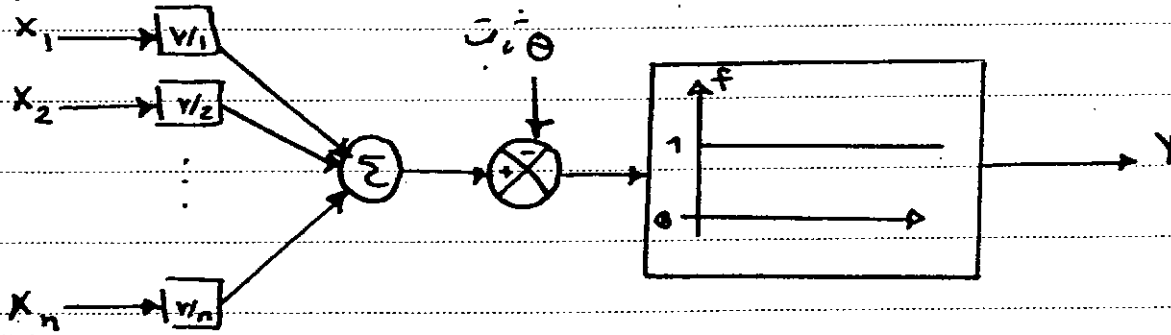 X1 W1
θ
X2 W2
f
1
Σ + - Y
0
Xn Wn